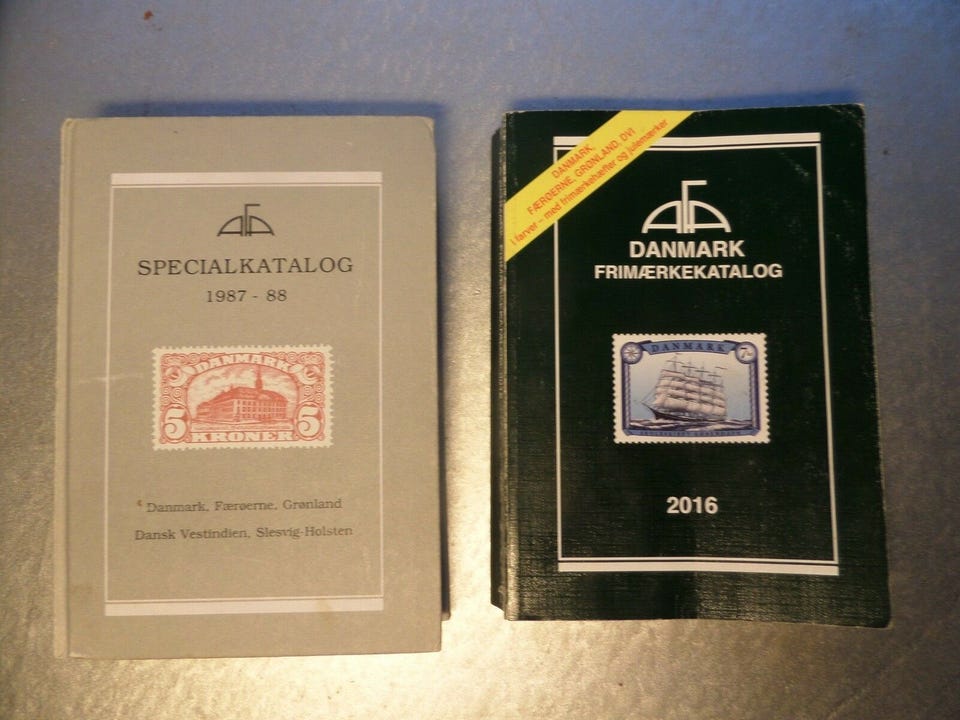 AFA
SPECIALKATALOG
1987 - 88
DANMARK
5 5
KRONER
Danmark, Færøerne, Grønland
Dansk Vestindien, Slesvig-Holsten
DANMARK,
FÆRØERNE, GRØNLAND, DVI
i farver – med frimærkehæfter og julemærker
AFA
DANMARK
FRIMÆRKEKATALOG
DANMARK
7
2016